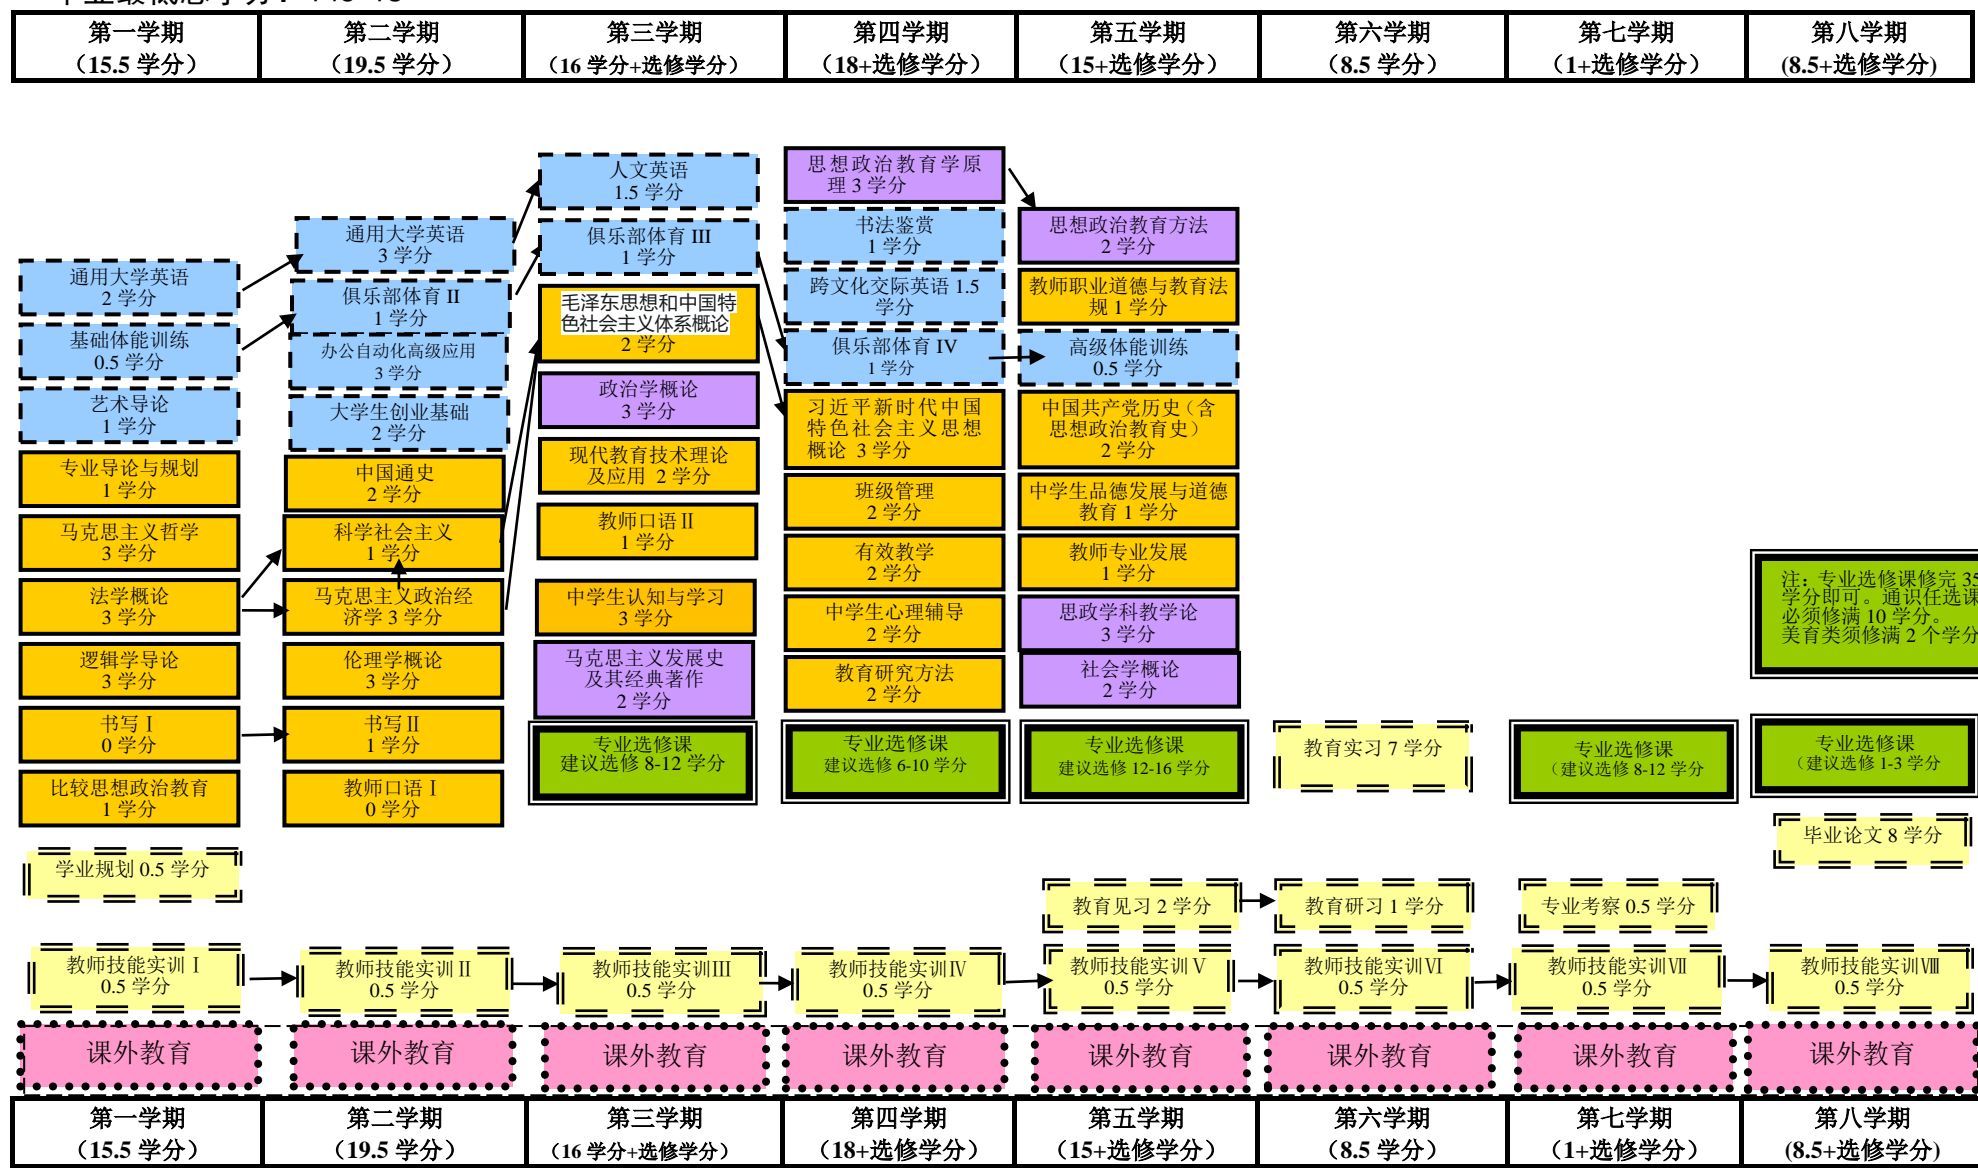 第一学期
（15.5 学分）
第二学期
（19.5 学分）
第三学期
（16 学分+选修学分）
第四学期
（18+选修学分）
第五学期
（15+选修学分）
第六学期
（8.5 学分）
第七学期
（1+选修学分）
第八学期
(8.5+选修学分)
通用大学英语
2 学分
基础体能训练
0.5 学分
艺术导论
1 学分
专业导论与规划
1 学分
马克思主义哲学
3 学分
法学概论
3 学分
逻辑学导论
3 学分
书写 I
0 学分
比较思想政治教育
1 学分
学业规划 0.5 学分
教师技能实训 I
0.5 学分
课外教育
通用大学英语
3 学分
俱乐部体育 II
1 学分
办公自动化高级应用
3 学分
大学生创业基础
2 学分
中国通史
2 学分
科学社会主义
1 学分
马克思主义政治经
济学 3 学分
伦理学概论
3 学分
书写 II
1 学分
教师口语 I
0 学分
教师技能实训 II
0.5 学分
课外教育
人文英语
1.5 学分
俱乐部体育 III
1 学分
毛泽东思想和中国特
色社会主义体系概论
2 学分
政治学概论
3 学分
现代教育技术理论
及应用 2 学分
教师口语 II
1 学分
中学生认知与学习
3 学分
马克思主义发展史
及其经典著作
2 学分
专业选修课
建议选修 8-12 学分
教师技能实训III
0.5 学分
课外教育
思想政治教育学原
理 3 学分
书法鉴赏
1 学分
跨文化交际英语 1.5
学分
俱乐部体育 IV
1 学分
习近平新时代中国
特色社会主义思想
概论 3 学分
班级管理
2 学分
有效教学
2 学分
中学生心理辅导
2 学分
教育研究方法
2 学分
专业选修课
建议选修 6-10 学分
教师技能实训IV
0.5 学分
课外教育
思想政治教育方法
2 学分
教师职业道德与教育法
规 1 学分
高级体能训练
0.5 学分
中国共产党历史（含
思想政治教育史）
2 学分
中学生品德发展与道德
教育 1 学分
教师专业发展
1 学分
思政学科教学论
3 学分
社会学概论
2 学分
专业选修课
建议选修 12-16 学分
教育见习 2 学分
教师技能实训 V
0.5 学分
课外教育
教育实习 7 学分
教育研习 1 学分
教师技能实训VI
0.5 学分
课外教育
专业选修课
（建议选修 8-12 学分
专业考察 0.5 学分
教师技能实训VII
0.5 学分
课外教育
注：专业选修课修完 35
学分即可。通识任选课
必须修满 10 学分。
美育类须修满 2 个学分
专业选修课
（建议选修 1-3 学分
毕业论文 8 学分
教师技能实训VIII
0.5 学分
课外教育
第一学期
（15.5 学分）
第二学期
（19.5 学分）
第三学期
（16 学分+选修学分）
第四学期
（18+选修学分）
第五学期
（15+选修学分）
第六学期
（8.5 学分）
第七学期
（1+选修学分）
第八学期
(8.5+选修学分)